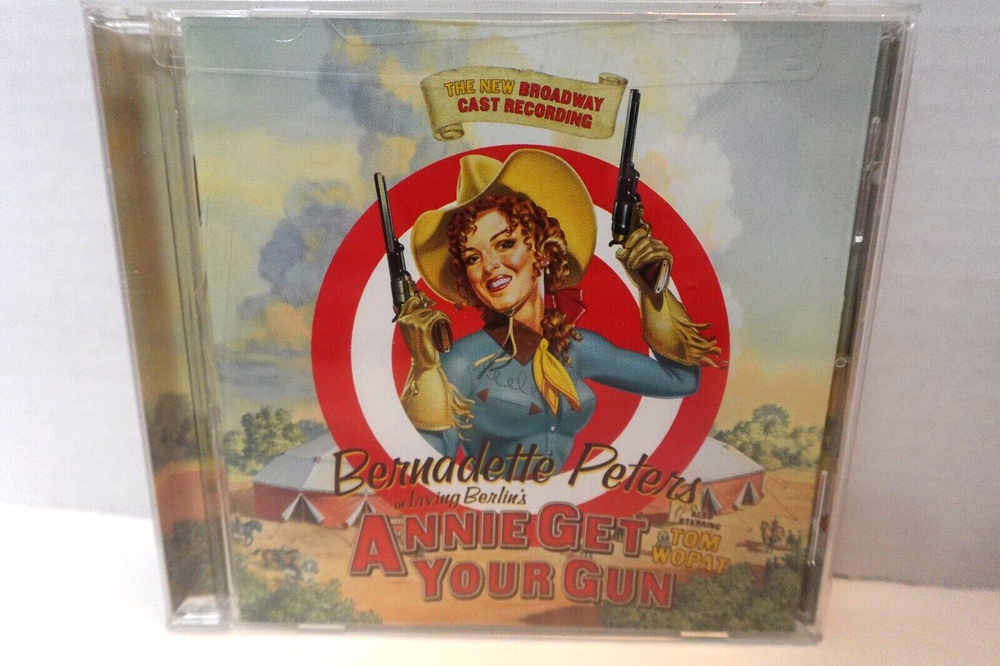 THE NEW BROADWAY
CAST RECORDING
Bernadette Peters
in Irving Berlin's
ANNIE GET
YOUR GUN
ALSO
STARRING
TOM
WOPAT